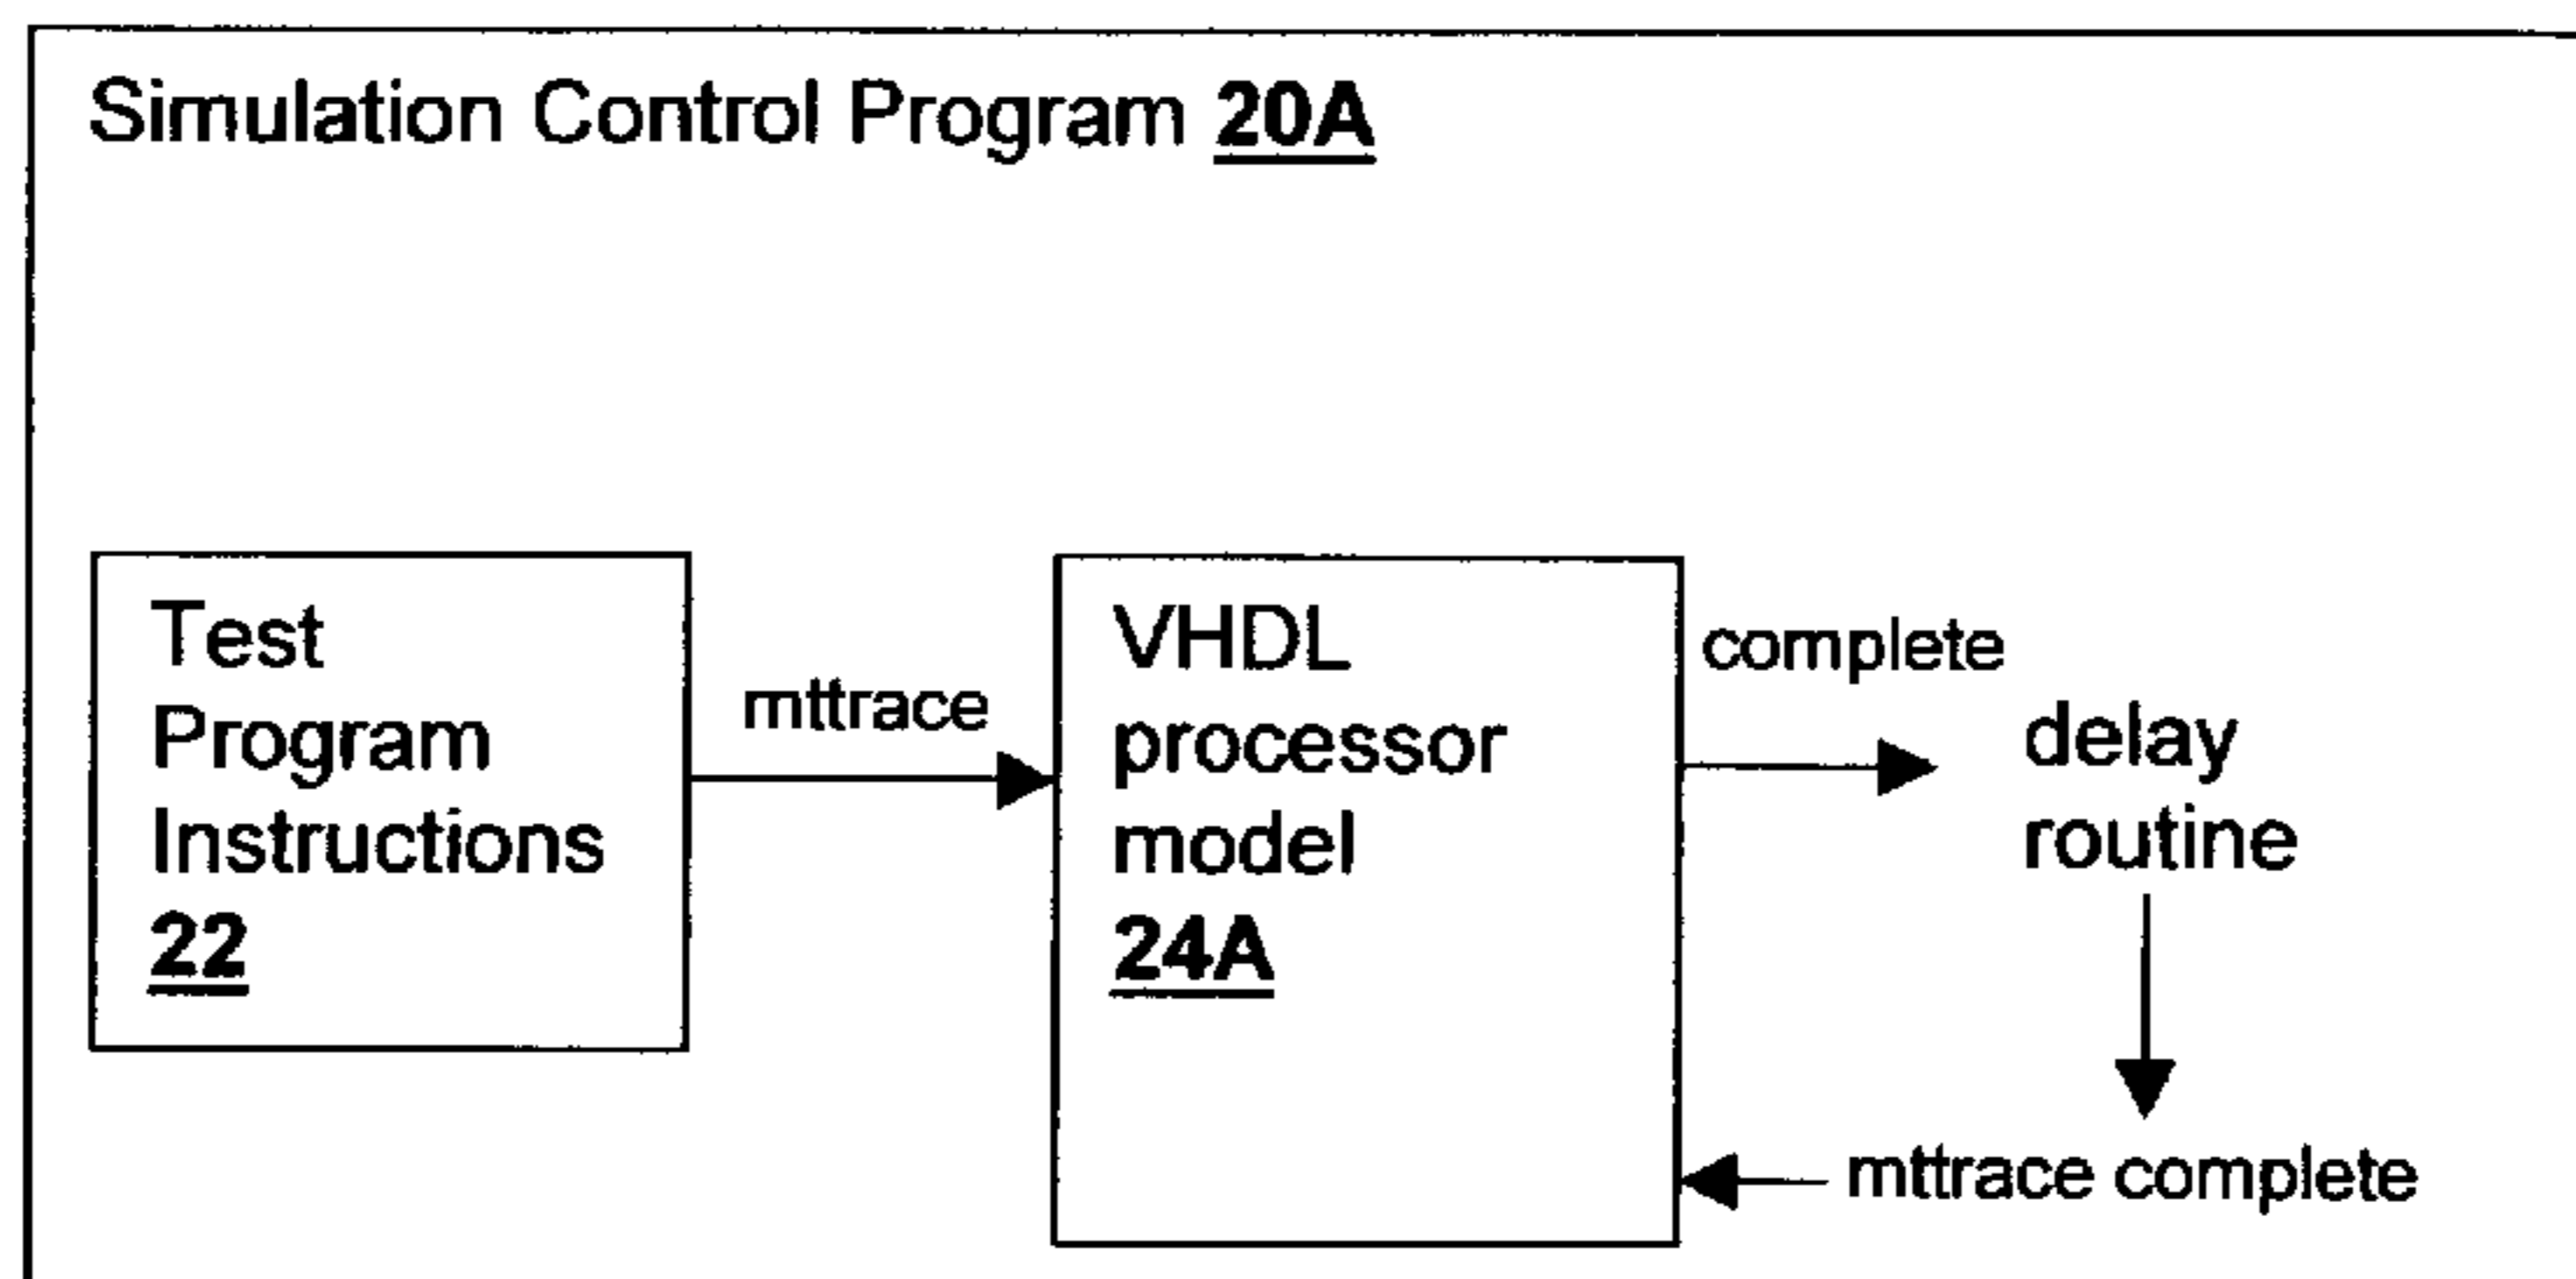 Simulation Control Program 20A
Test
Program
Instructions
22
mttrace
VHDL
processor
model
24A
complete
delay
routine
mttrace complete